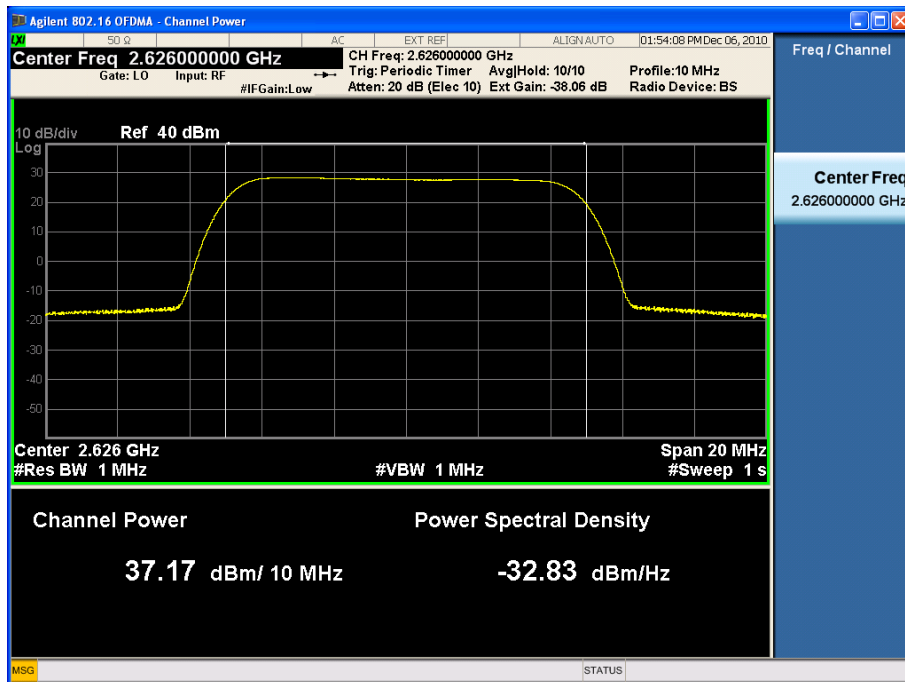 Agilent 802.16 OFDMA - Channel Power
LXI 50 Ω AC EXT REF ALIGN AUTO 01:54:08 PM Dec 06, 2010
Center Freq 2.626000000 GHz
Gate: LO Input: RF
#IFGain:Low
CH Freq: 2.626000000 GHz
Trig: Periodic Timer Avg|Hold: 10/10 Profile:10 MHz
Atten: 20 dB (Elec 10) Ext Gain: -38.06 dB Radio Device: BS
Freq / Channel
Center Freq
2.626000000 GHz
10 dB/div Ref 40 dBm
Log
30
20
10
0
-10
-20
-30
-40
-50
Center 2.626 GHz Span 20 MHz
#Res BW 1 MHz #VBW 1 MHz #Sweep 1 s
Channel Power Power Spectral Density
37.17 dBm/ 10 MHz -32.83 dBm/Hz
MSG STATUS